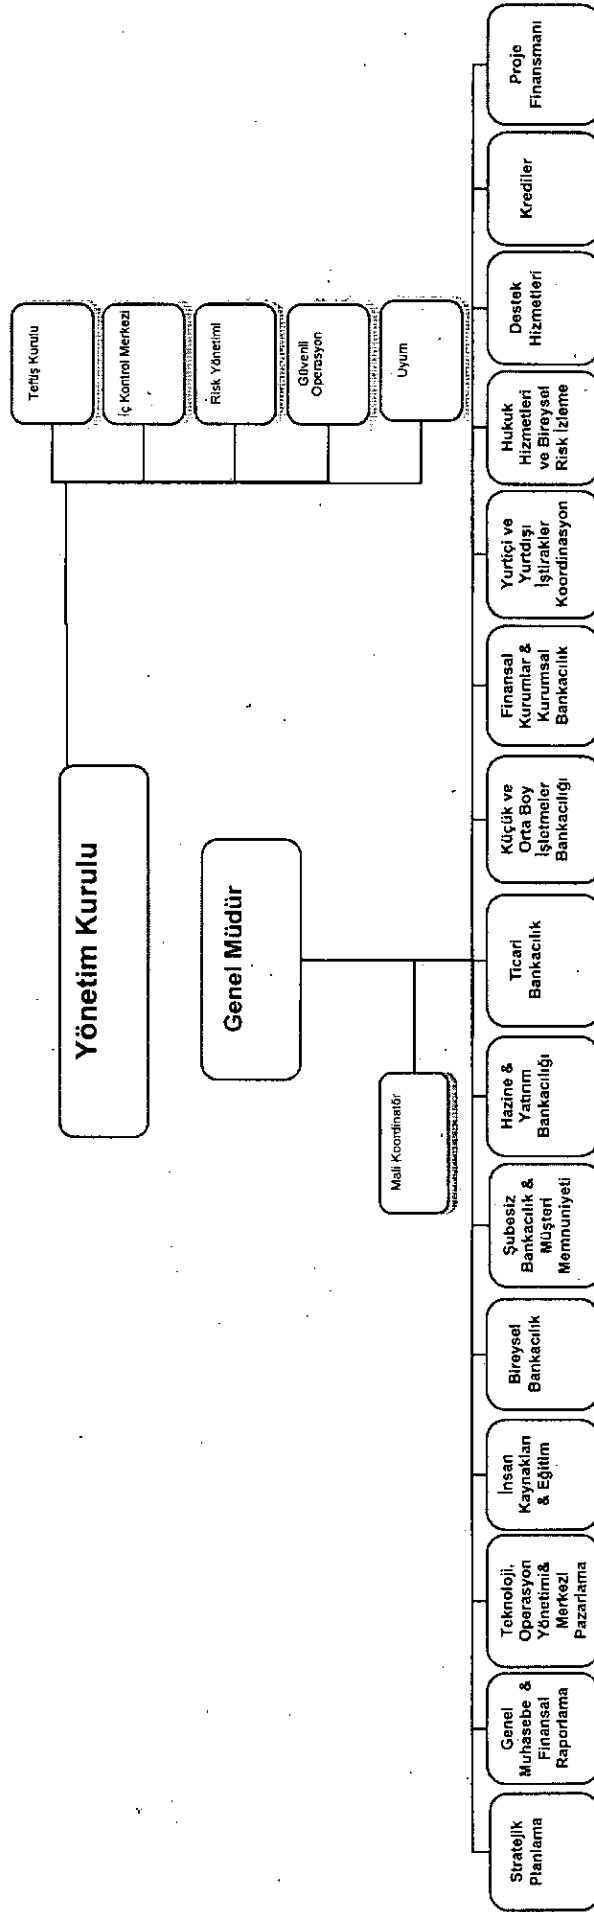 Yönetim Kurulu
Teftiş Kurulu
İç Kontrol Merkezi
Risk Yönetimi
Güvenli
Operasyon
Uyum
Genel Müdür
Mali Koordinatör
Stratejik
Planlama
Genel
Muhasebe &
Finansal
Raporlama
Teknoloji,
Operasyon
Yönetimi&
Merkezi
Pazarlama
İnsan
Kaynakları
& Eğitim
Bireysel
Bankacılık
Şubesiz
Bankacılık &
Müşteri
Memnuniyeti
Hazine &
Yatırım
Bankacılığı
Ticari
Bankacılık
Küçük ve
Orta Boy
İşletmeler
Bankacılığı
Finansal
Kurumlar &
Kurumsal
Bankacılık
Yurtiçi ve
Yurtdışı
İştirakler
Koordinasyon
Hukuk
Hizmetleri
ve Bireysel
Risk İzleme
Destek
Hizmetleri
Krediler
Proje
Finansmanı